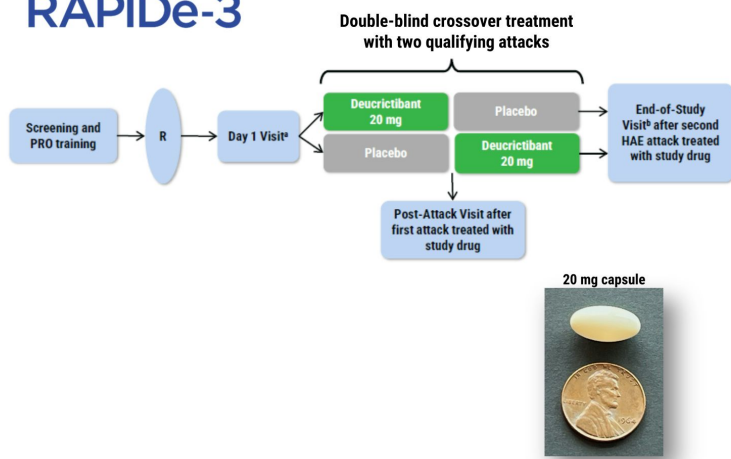 RAPIDe-3
Double-blind crossover treatment
with two qualifying attacks
Screening and
PRO training
R
Day 1 Visitᵃ
Deucrictibant
20 mg
Placebo
Placebo
Deucrictibant
20 mg
End-of-Study
Visitᵇ after second
HAE attack treated
with study drug
Post-Attack Visit after
first attack treated with
study drug
20 mg capsule
LIBERTY
1964